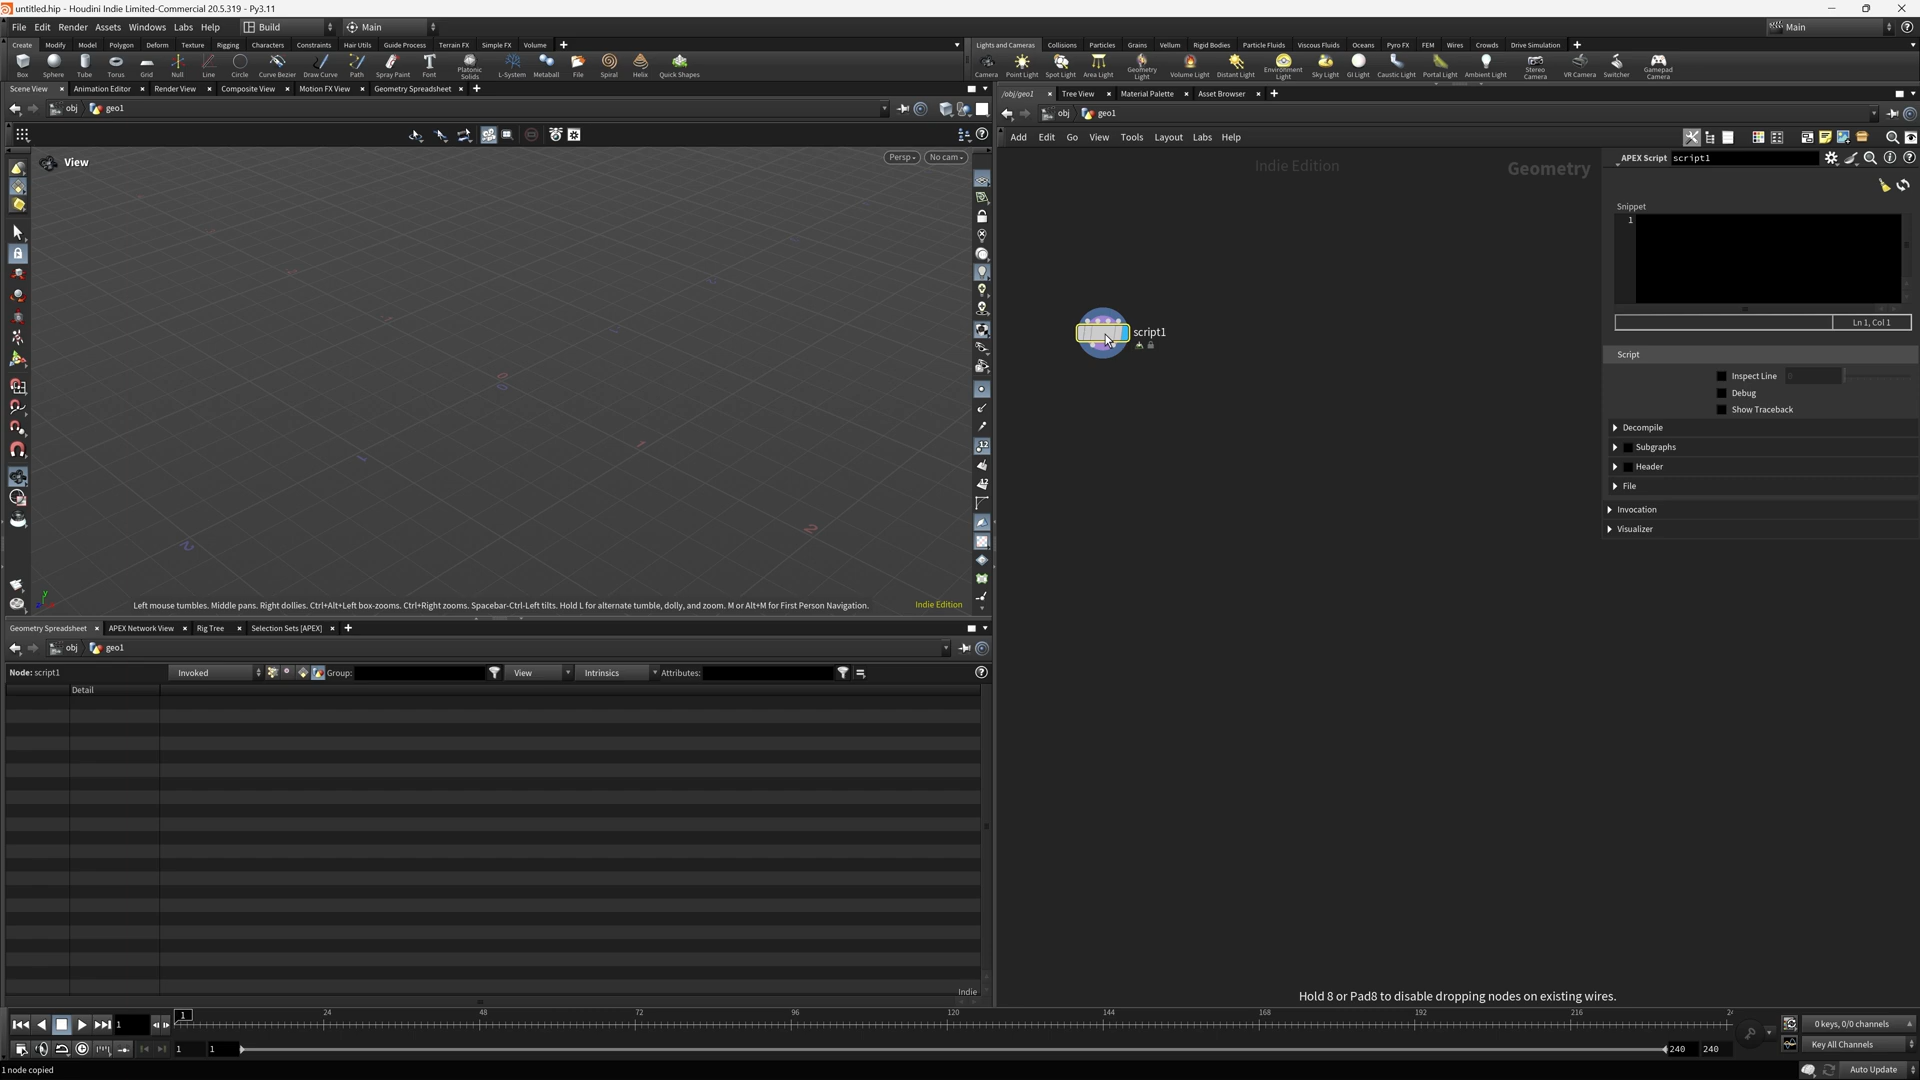 untitled.hip - Houdini Indie Limited-Commercial 20.5.319 - Py3.11
File Edit Render Assets Windows Labs Help Build Main Main
Create Modify Model Polygon Deform Texture Rigging Characters Constraints Hair Utils Guide Process Terrain FX Simple FX Volume
Lights and Cameras Collisions Particles Grains Vellum Rigid Bodies Particle Fluids Viscous Fluids Oceans Pyro FX FEM Wires Crowds Drive Simulation
Box Sphere Tube Torus Grid Null Line Circle Curve Bezier Draw Curve Path Spray Paint Font Platonic Solids L-System Metaball File Spiral Helix Quick Shapes
Camera Point Light Spot Light Area Light Geometry Light Volume Light Distant Light Environment Light Sky Light GI Light Caustic Light Portal Light Ambient Light Stereo Camera VR Camera Switcher Gamepad Camera
Scene View Animation Editor Render View Composite View Motion FX View Geometry Spreadsheet
/obj/geo1 Tree View Material Palette Asset Browser
obj geo1
obj geo1
Add Edit Go View Tools Layout Labs Help
View
Persp No cam
Indie Edition
Geometry
APEX Script script1
Snippet
1
script1
Ln 1, Col 1
Script
Inspect Line
Debug
Show Traceback
Decompile
Subgraphs
Header
File
Invocation
Visualizer
Left mouse tumbles. Middle pans. Right dollies. Ctrl+Alt+Left box-zooms. Ctrl+Right zooms. Spacebar-Ctrl-Left tilts. Hold L for alternate tumble, dolly, and zoom. M or Alt+M for First Person Navigation.
Indie Edition
Geometry Spreadsheet APEX Network View Rig Tree Selection Sets [APEX]
obj geo1
Node: script1 Invoked Group: View Intrinsics Attributes:
Detail
Indie
Hold 8 or Pad8 to disable dropping nodes on existing wires.
1 1 24 48 72 96 120 144 168 192 216
0 keys, 0/0 channels
1 1 240 240 Key All Channels
1 node copied
Auto Update